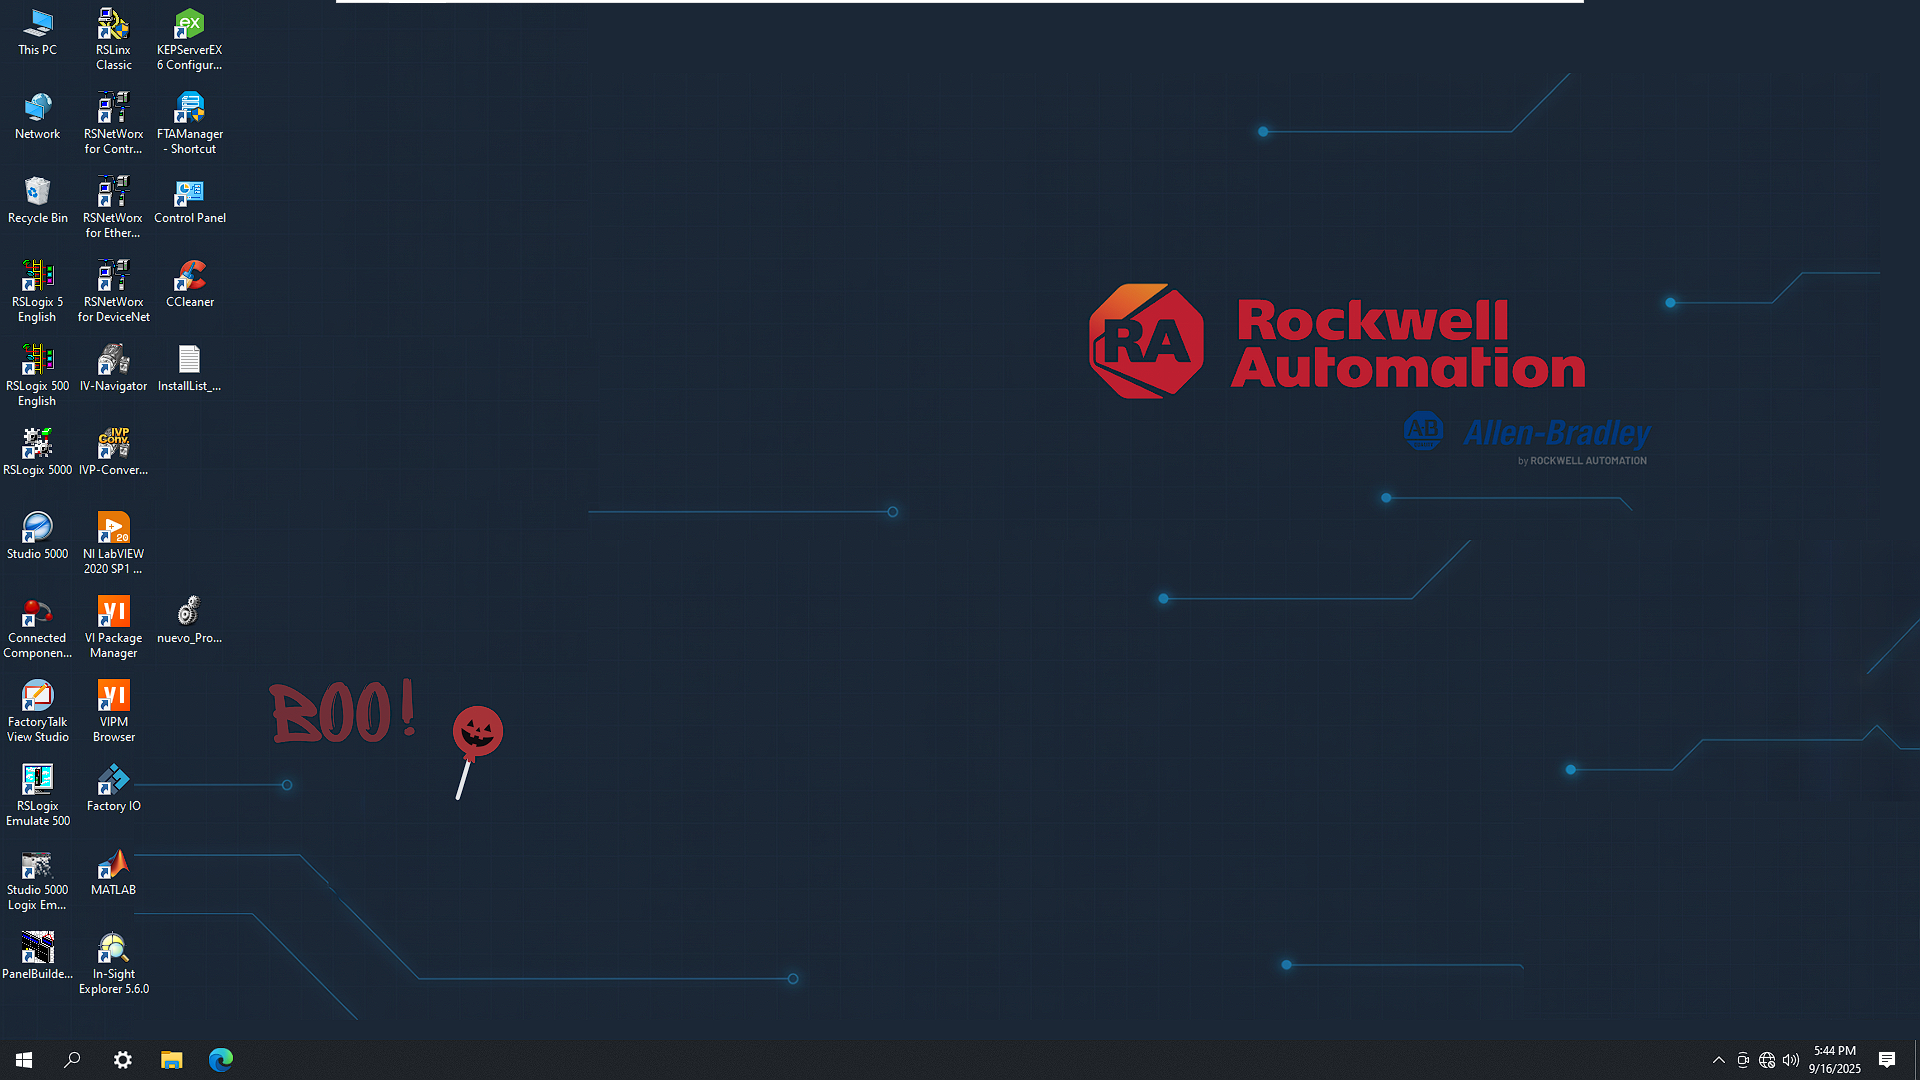 This PC
RSLinx
Classic
KEPServerEX
6 Configur...
Network
RSNetWorx
for Contr...
FTAManager
- Shortcut
Recycle Bin
RSNetWorx
for Ether...
Control Panel
RSLogix 5
English
RSNetWorx
for DeviceNet
CCleaner
RSLogix 500
English
IV-Navigator
InstallList_...
RSLogix 5000
IVP-Conver...
Studio 5000
NI LabVIEW
2020 SP1 ...
Connected
Componen...
VI Package
Manager
nuevo_Pro...
FactoryTalk
View Studio
VIPM
Browser
RSLogix
Emulate 500
Factory IO
Studio 5000
Logix Em...
MATLAB
PanelBuilde...
In-Sight
Explorer 5.6.0
BOO!
RA
Rockwell
Automation
AB
Allen-Bradley
by ROCKWELL AUTOMATION
5:44 PM
9/16/2025